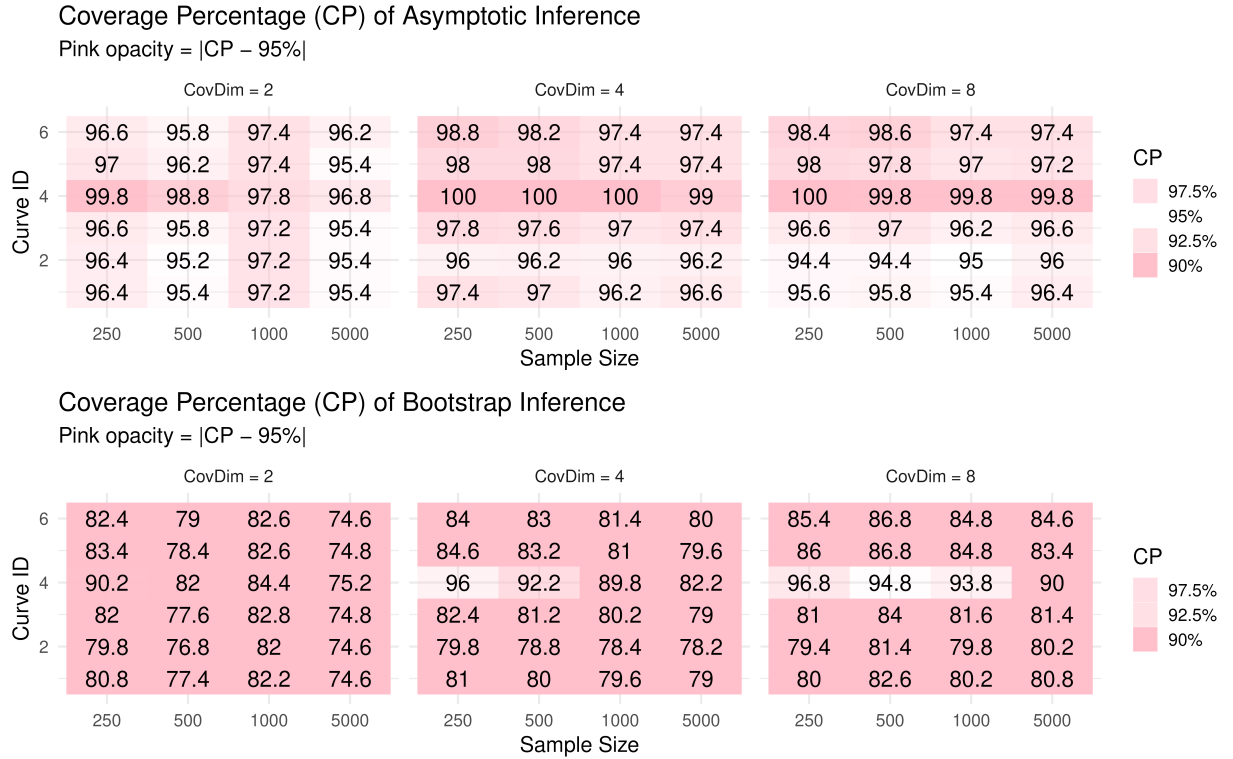 Coverage Percentage (CP) of Asymptotic Inference
Pink opacity = |CP − 95%|
CovDim = 2 CovDim = 4 CovDim = 8
6 96.6 95.8 97.4 96.2 98.8 98.2 97.4 97.4 98.4 98.6 97.4 97.4
97 96.2 97.4 95.4 98 98 97.4 97.4 98 97.8 97 97.2
4 99.8 98.8 97.8 96.8 100 100 100 99 100 99.8 99.8 99.8
96.6 95.8 97.2 95.4 97.8 97.6 97 97.4 96.6 97 96.2 96.6
2 96.4 95.2 97.2 95.4 96 96.2 96 96.2 94.4 94.4 95 96
96.4 95.4 97.2 95.4 97.4 97 96.2 96.6 95.6 95.8 95.4 96.4
250 500 1000 5000 250 500 1000 5000 250 500 1000 5000
Sample Size
Curve ID
CP
97.5%
95%
92.5%
90%
Coverage Percentage (CP) of Bootstrap Inference
Pink opacity = |CP − 95%|
CovDim = 2 CovDim = 4 CovDim = 8
6 82.4 79 82.6 74.6 84 83 81.4 80 85.4 86.8 84.8 84.6
83.4 78.4 82.6 74.8 84.6 83.2 81 79.6 86 86.8 84.8 83.4
4 90.2 82 84.4 75.2 96 92.2 89.8 82.2 96.8 94.8 93.8 90
82 77.6 82.8 74.8 82.4 81.2 80.2 79 81 84 81.6 81.4
2 79.8 76.8 82 74.6 79.8 78.8 78.4 78.2 79.4 81.4 79.8 80.2
80.8 77.4 82.2 74.6 81 80 79.6 79 80 82.6 80.2 80.8
250 500 1000 5000 250 500 1000 5000 250 500 1000 5000
Sample Size
Curve ID
CP
97.5%
92.5%
90%